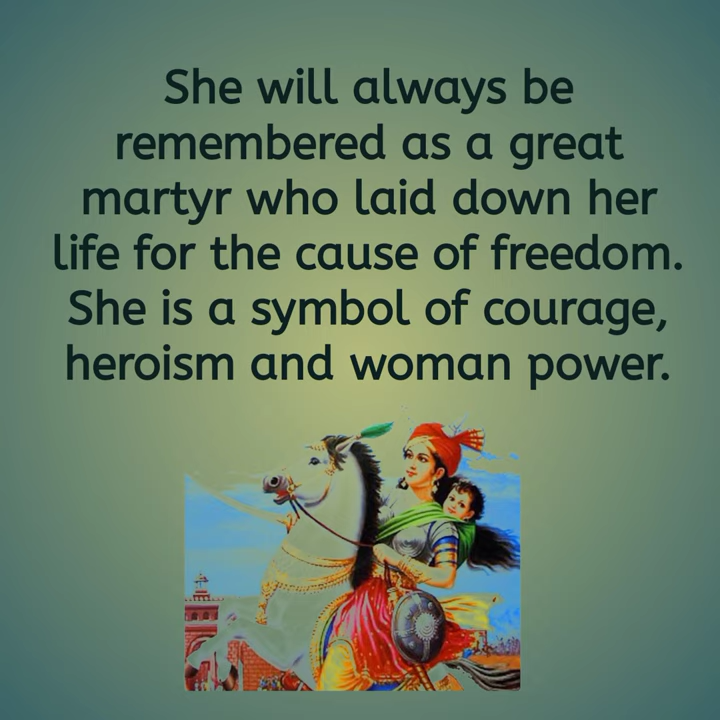 She will always be
remembered as a great
martyr who laid down her
life for the cause of freedom.
She is a symbol of courage,
heroism and woman power.